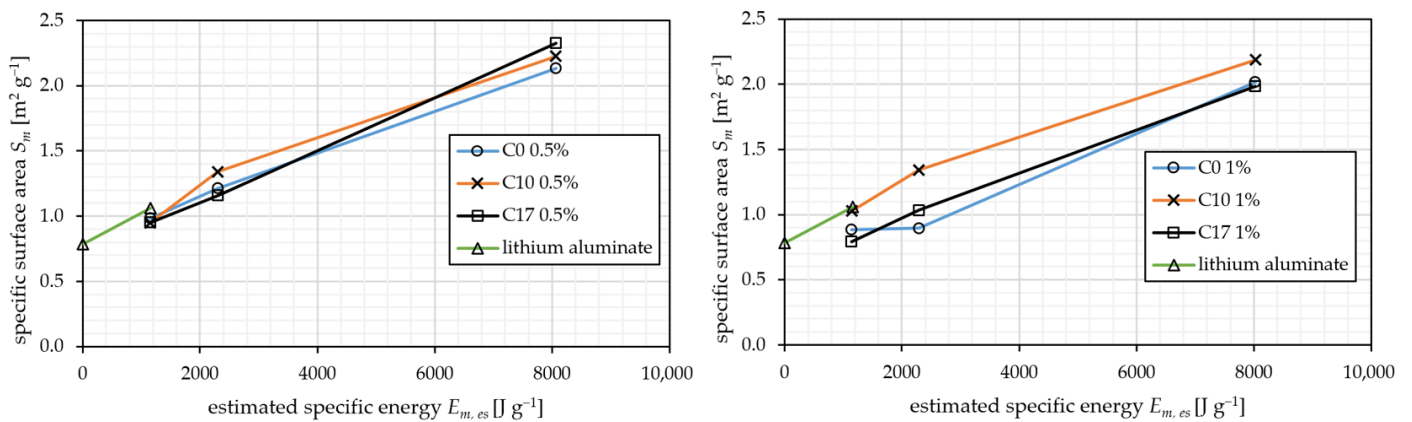 specific surface area Sm [m² g⁻¹]
2.5
2.0
1.5
1.0
0.5
0.0
C0 0.5%
C10 0.5%
C17 0.5%
lithium aluminate
0 2000 4000 6000 8000 10,000
estimated specific energy Em, es [J g⁻¹]
specific surface area Sm [m² g⁻¹]
2.5
2.0
1.5
1.0
0.5
0.0
C0 1%
C10 1%
C17 1%
lithium aluminate
0 2000 4000 6000 8000 10,000
estimated specific energy Em, es [J g⁻¹]